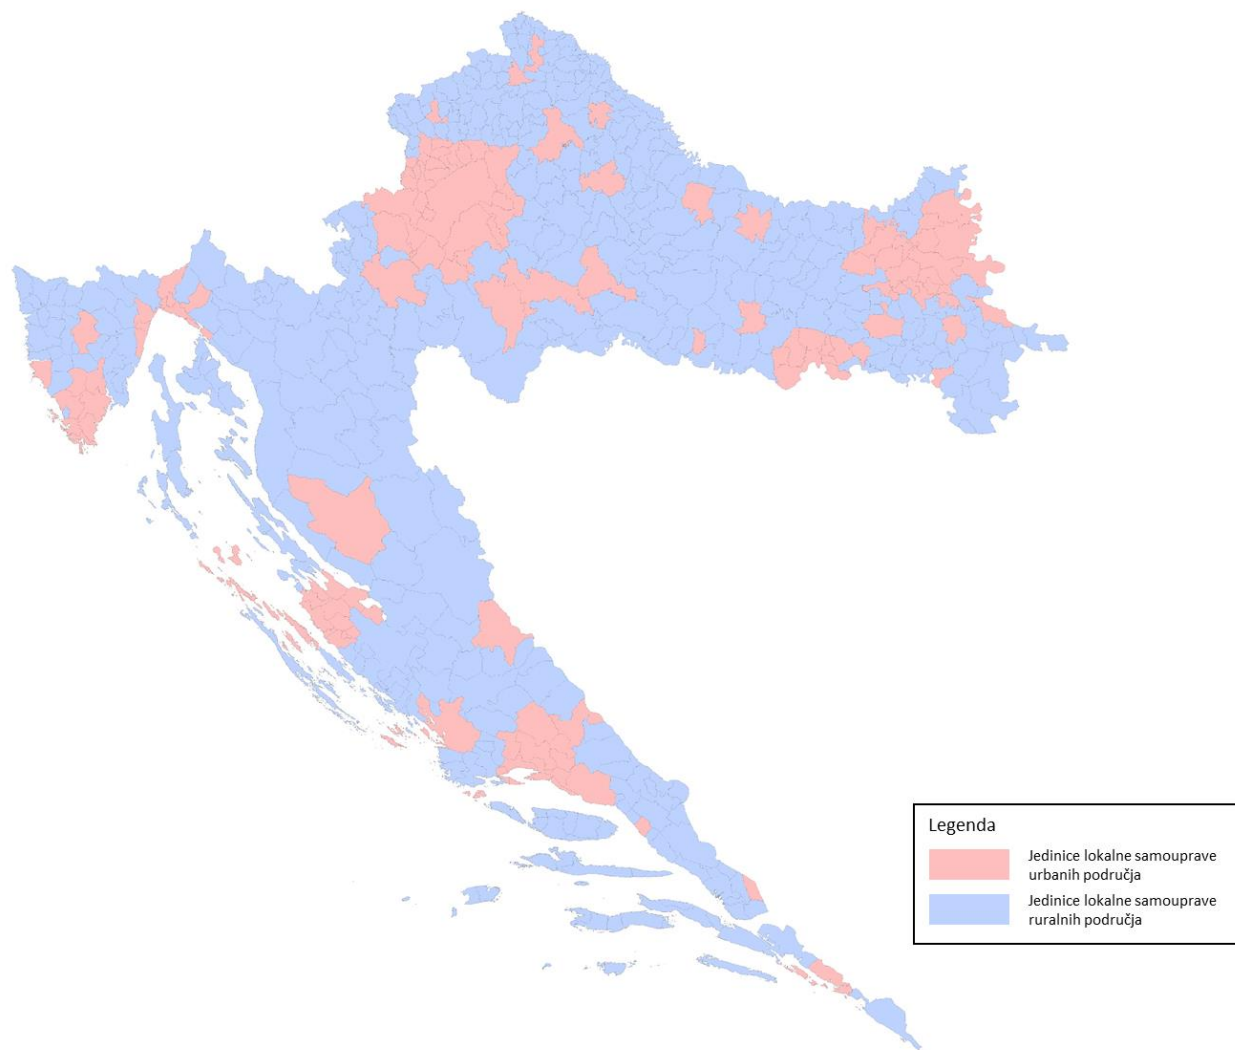 Legenda
Jedinice lokalne samouprave
urbanih područja
Jedinice lokalne samouprave
ruralnih područja